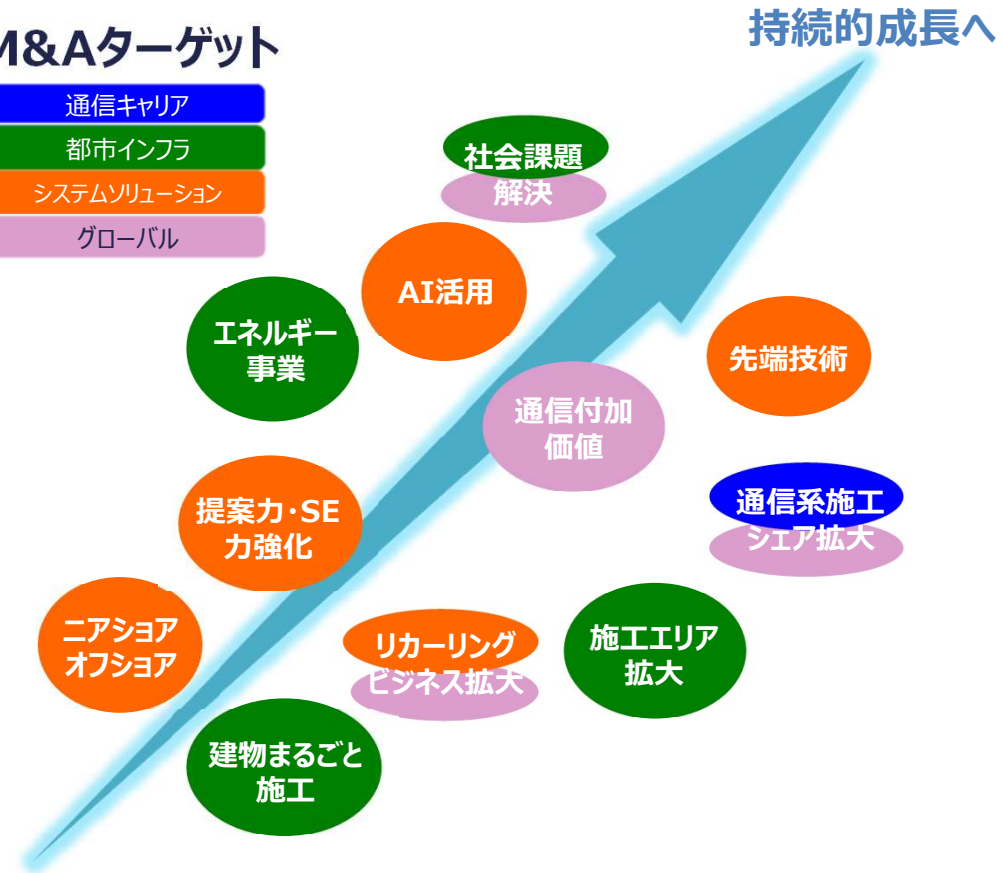 持続的成長へ
M&Aターゲット
通信キャリア
都市インフラ
システムソリューション
グローバル
社会課題
解決
AI活用
エネルギー
事業
先端技術
通信付加
価値
提案力・SE
力強化
通信系施工
シェア拡大
ニアショア
オフショア
リカーリング
ビジネス拡大
施工エリア
拡大
建物まるごと
施工